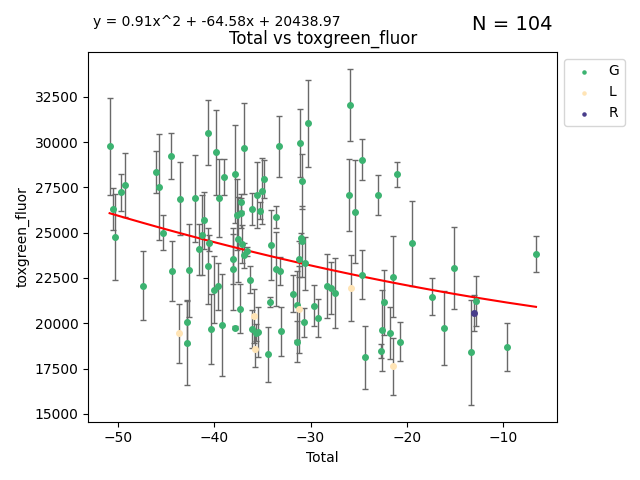 y = 0.91x^2 + -64.58x + 20438.97
N = 104
Total vs toxgreen_fluor
toxgreen_fluor
32500
30000
27500
25000
22500
20000
17500
15000
−50
−40
−30
−20
−10
Total
G
L
R